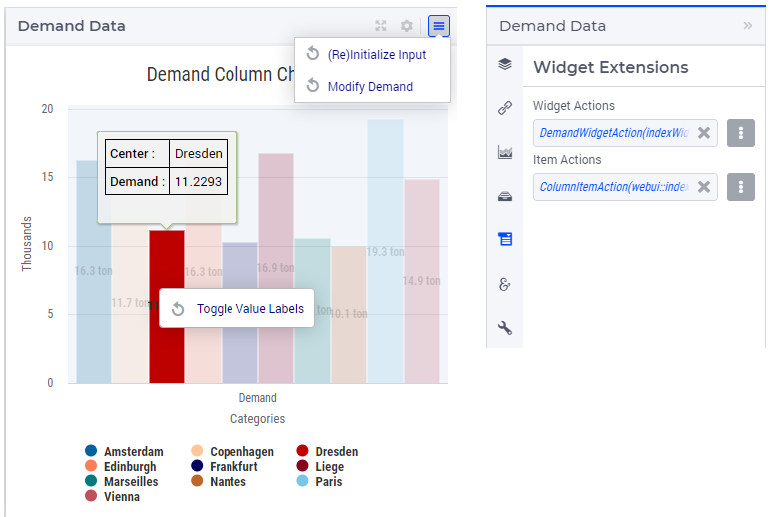 Demand Data
(Re)Initialize Input
Modify Demand
Demand Column Ch
20
15
10
5
0
Thousands
Center : Dresden
Demand : 11.2293
16.3 ton
11.7 ton
16.3 ton
16.9 ton
ton
10.1 ton
19.3 ton
14.9 ton
Toggle Value Labels
Demand
Categories
Amsterdam Copenhagen Dresden
Edinburgh Frankfurt Liege
Marseilles Nantes Paris
Vienna
Demand Data
Widget Extensions
Widget Actions
DemandWidgetAction(indexWid
Item Actions
ColumnItemAction(webui::index